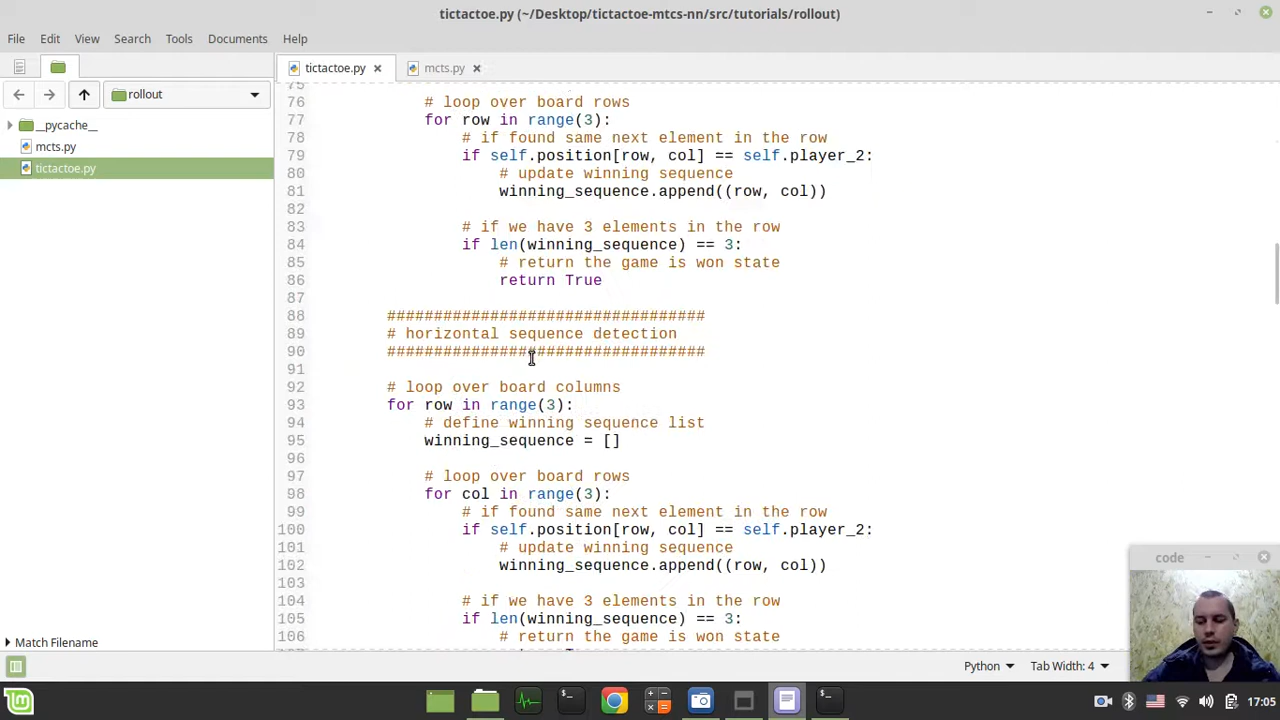 tictactoe.py (~/Desktop/tictactoe-mtcs-nn/src/tutorials/rollout)
File Edit View Search Tools Documents Help
tictactoe.py mcts.py
rollout
__pycache__
mcts.py
tictactoe.py
75
76 # loop over board rows
77 for row in range(3):
78 # if found same next element in the row
79 if self.position[row, col] == self.player_2:
80 # update winning sequence
81 winning_sequence.append((row, col))
82
83 # if we have 3 elements in the row
84 if len(winning_sequence) == 3:
85 # return the game is won state
86 return True
87
88 ##################################
89 # horizontal sequence detection
90 ##################################
91
92 # loop over board columns
93 for row in range(3):
94 # define winning sequence list
95 winning_sequence = []
96
97 # loop over board rows
98 for col in range(3):
99 # if found same next element in the row
100 if self.position[row, col] == self.player_2:
101 # update winning sequence
102 winning_sequence.append((row, col))
103
104 # if we have 3 elements in the row
105 if len(winning_sequence) == 3:
106 # return the game is won state
code
Match Filename
Python Tab Width: 4
17:05